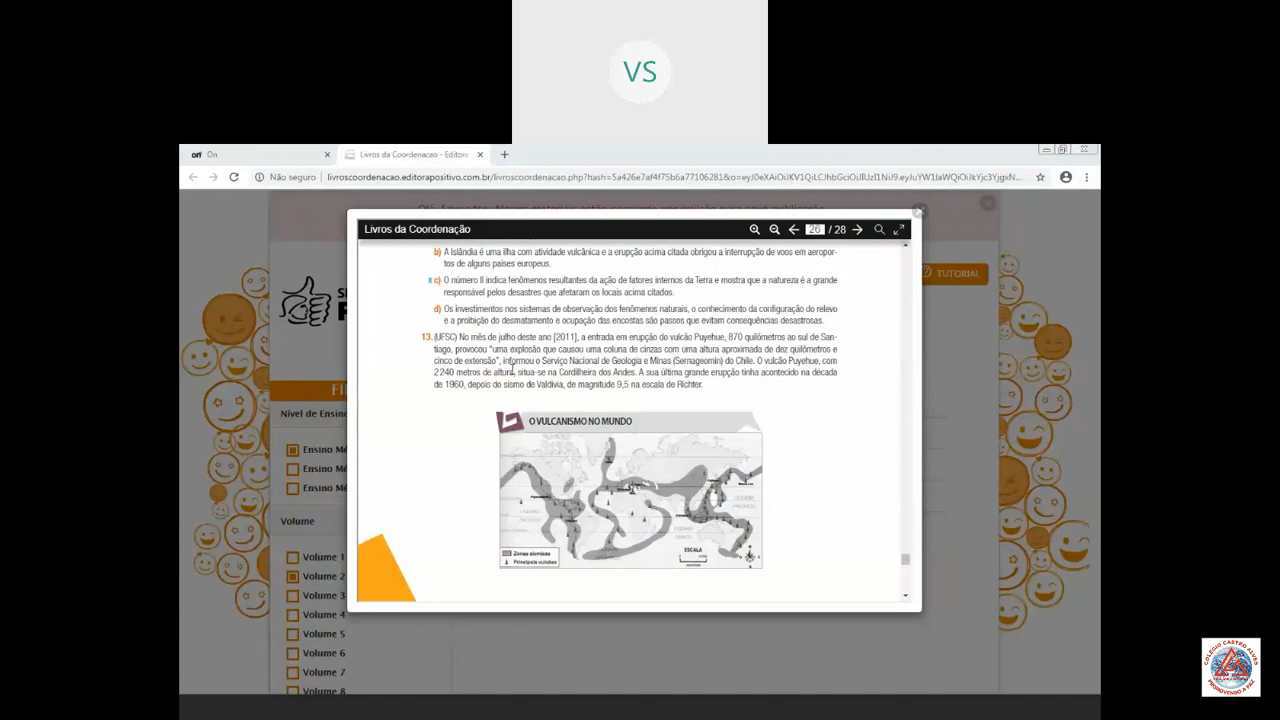 VS
On
Livros da Coordenacao - Editora
Não seguro
livroscoordenacao.editorapositivo.com.br/livroscoordenacao.php?hash=
Livros da Coordenação
26 / 28
TUTORIAL
b) A Islândia é uma ilha com atividade vulcânica e a erupção acima citada obrigou a interrupção de voos em aeropor-
tos de alguns países europeus.
x c) O número II indica fenômenos resultantes da ação de fatores internos da Terra e mostra que a natureza é a grande
responsável pelos desastres que afetaram os locais acima citados.
d) Os investimentos nos sistemas de observação dos fenômenos naturais, o conhecimento da configuração do relevo
e a proibição do desmatamento e ocupação das encostas são passos que evitam consequências desastrosas.
13. (UFSC) No mês de julho deste ano [2011], a entrada em erupção do vulcão Puyehue, 870 quilômetros ao sul de San-
tiago, provocou "uma explosão que causou uma coluna de cinzas com uma altura aproximada de dez quilômetros e
cinco de extensão", informou o Serviço Nacional de Geologia e Minas (Sernageomin) do Chile. O vulcão Puyehue, com
2 240 metros de altura, situa-se na Cordilheira dos Andes. A sua última grande erupção tinha acontecido na década
de 1960, depois do sismo de Valdivia, de magnitude 9,5 na escala de Richter.
O VULCANISMO NO MUNDO
Zonas sísmicas
Principais vulcões
ESCALA
Nível de Ensino
Ensino Mé
Ensino Mé
Ensino Mé
Volume
Volume 1
Volume 2
Volume 3
Volume 4
Volume 5
Volume 6
Volume 7
Volume 8
COLÉGIO CASTRO ALVES
PROMOVENDO A PAZ